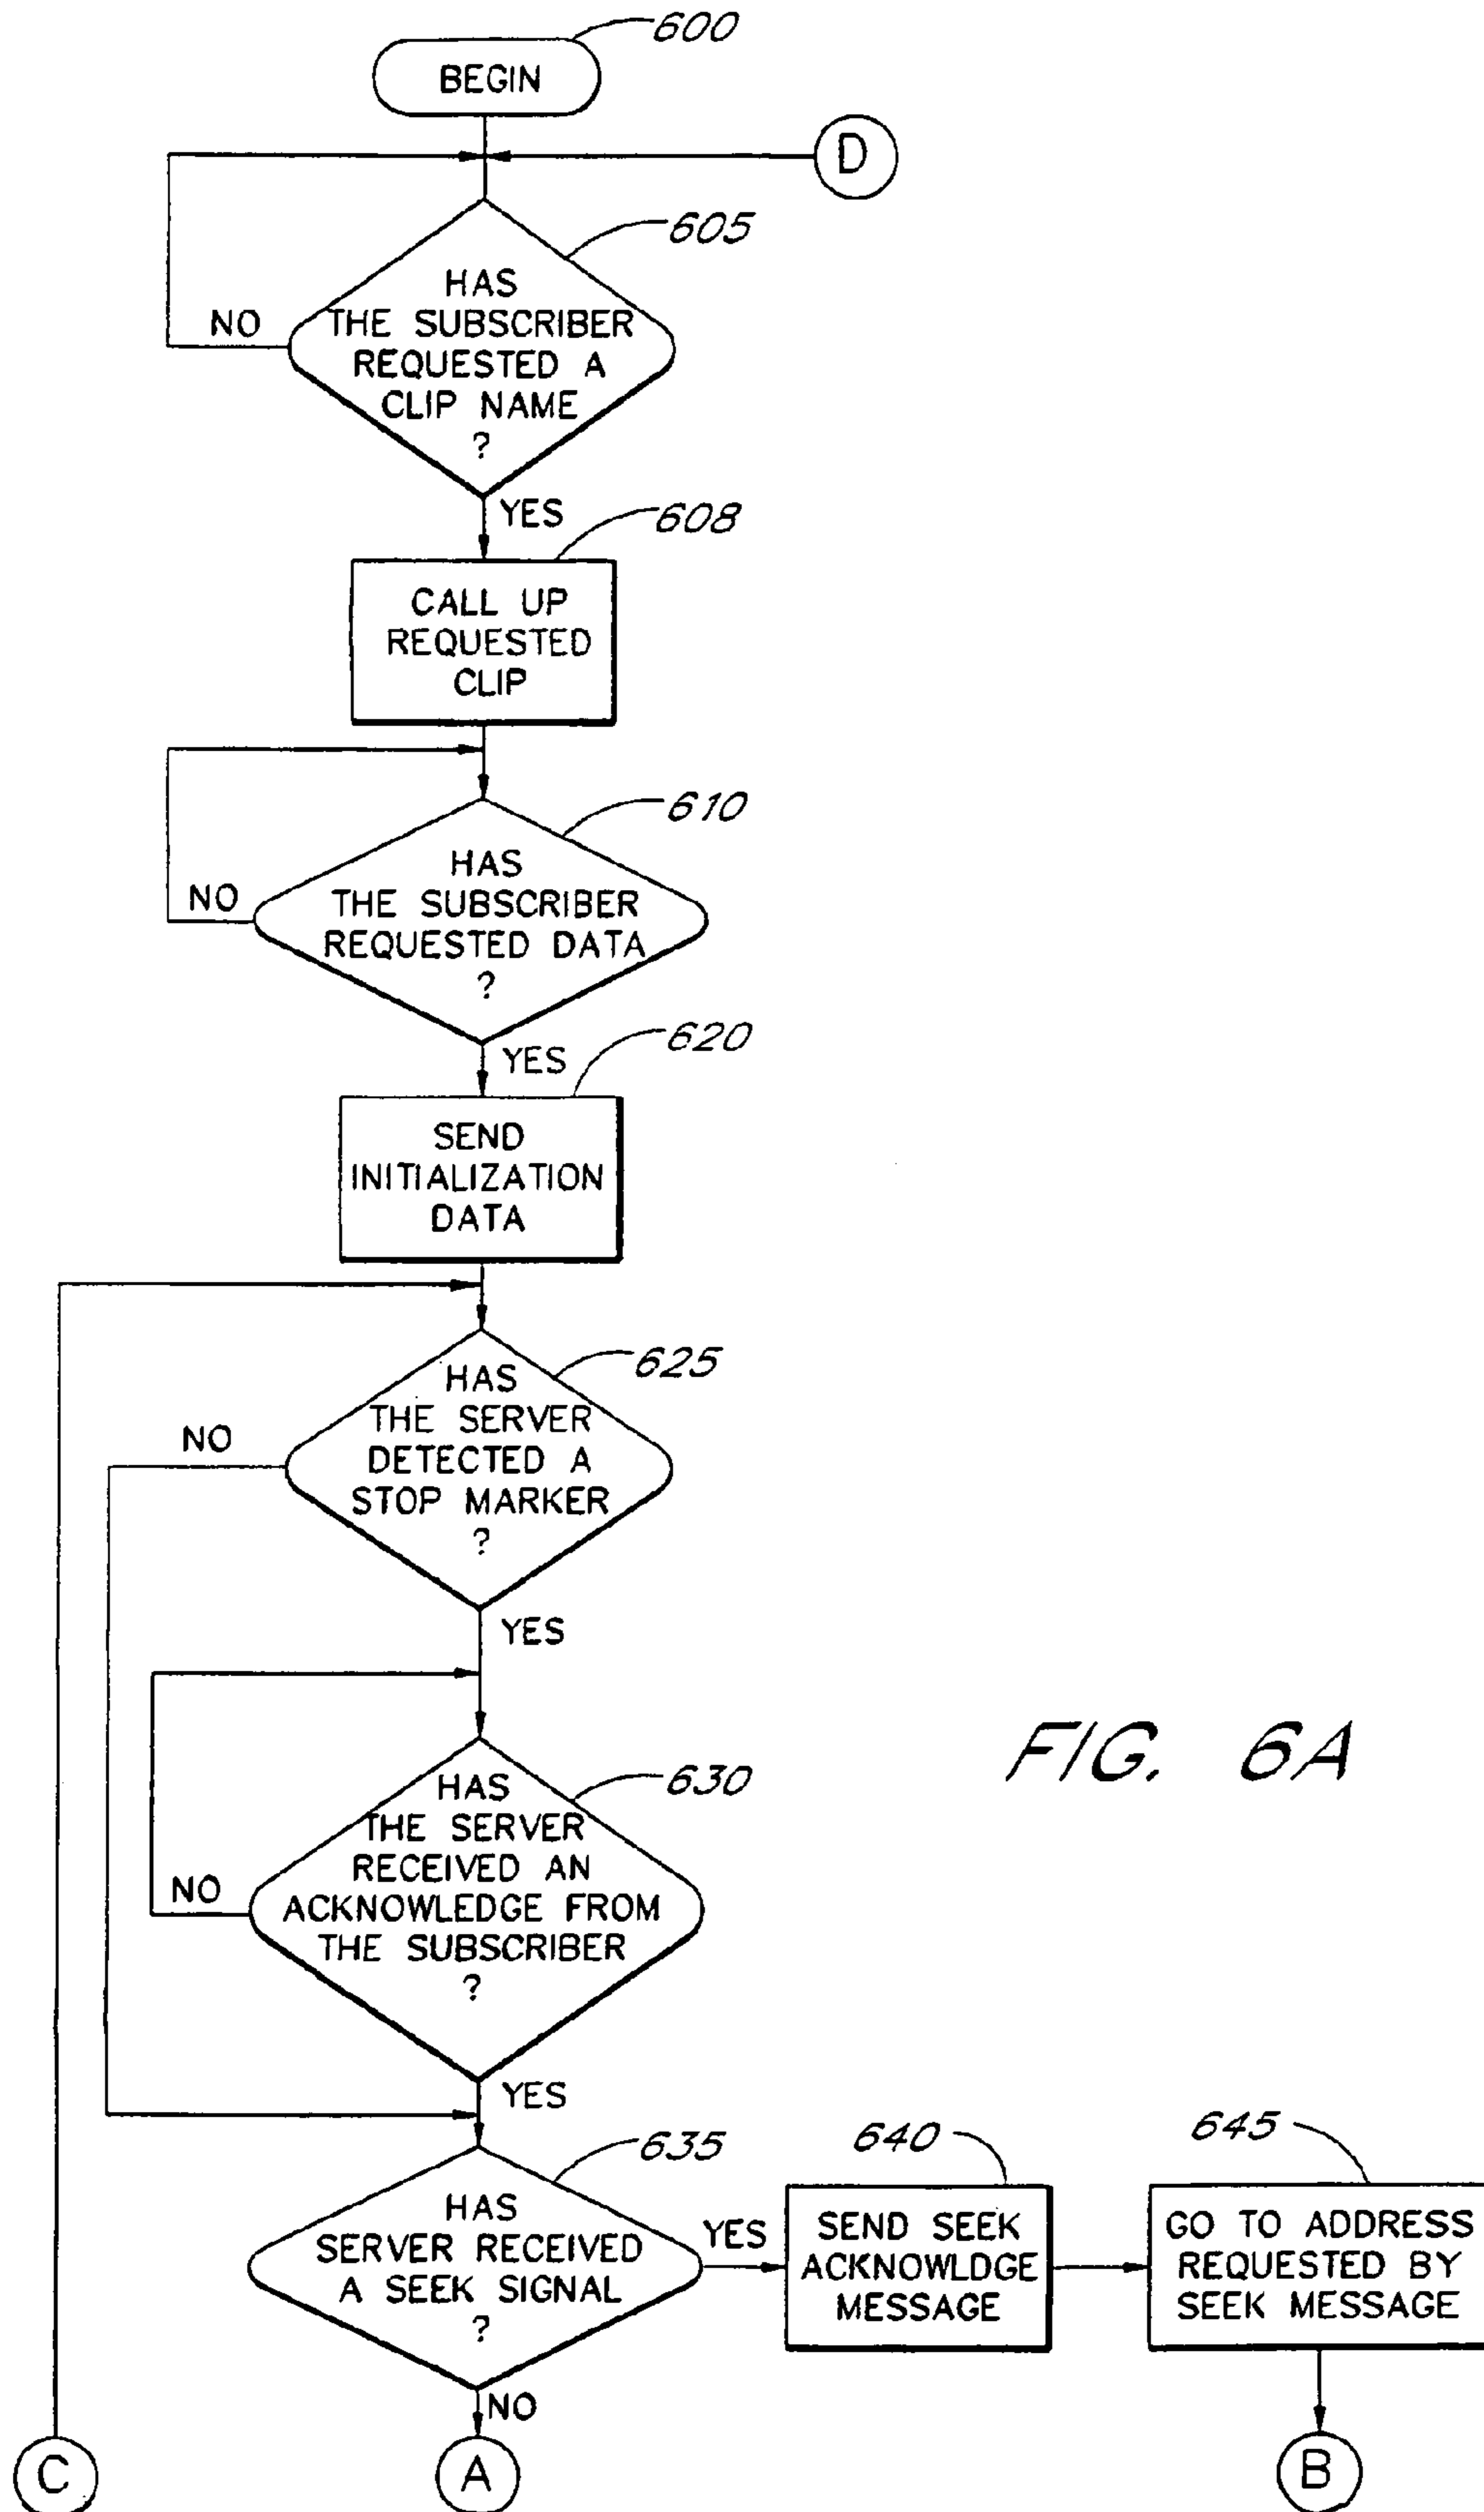 600
BEGIN
D
605
HAS
THE SUBSCRIBER
REQUESTED A
CLIP NAME
?
NO
YES
608
CALL UP
REQUESTED
CLIP
610
HAS
THE SUBSCRIBER
REQUESTED DATA
?
NO
YES
620
SEND
INITIALIZATION
DATA
625
HAS
THE SERVER
DETECTED A
STOP MARKER
?
NO
YES
630
HAS
THE SERVER
RECEIVED AN
ACKNOWLEDGE FROM
THE SUBSCRIBER
?
NO
YES
FIG. 6A
635
HAS
SERVER RECEIVED
A SEEK SIGNAL
?
YES
640
SEND SEEK
ACKNOWLDGE
MESSAGE
645
GO TO ADDRESS
REQUESTED BY
SEEK MESSAGE
NO
C
A
B